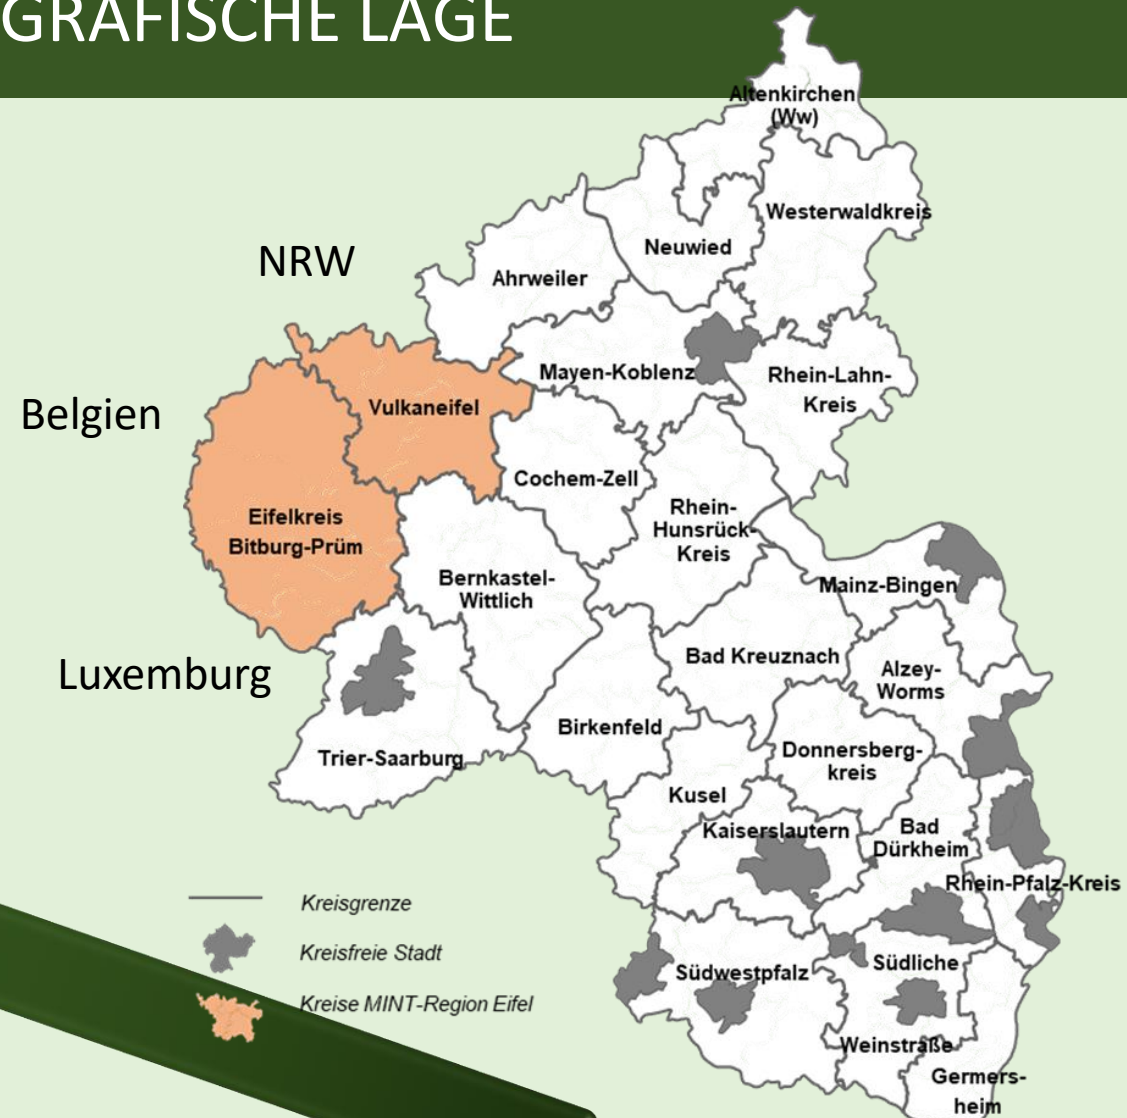 GRAFISCHE LAGE
Altenkirchen
(Ww)
Westerwaldkreis
Neuwied
NRW
Ahrweiler
Mayen-Koblenz
Rhein-Lahn-
Kreis
Belgien
Vulkaneifel
Cochem-Zell
Rhein-
Hunsrück-
Kreis
Eifelkreis
Bitburg-Prüm
Bernkastel-
Wittlich
Mainz-Bingen
Luxemburg
Bad Kreuznach
Alzey-
Worms
Birkenfeld
Trier-Saarburg
Donnersberg-
kreis
Kusel
Kaiserslautern
Bad
Dürkheim
Rhein-Pfalz-Kreis
Südwestpfalz
Südliche
Weinstraße
Germers-
heim
Kreisgrenze
Kreisfreie Stadt
Kreise MINT-Region Eifel